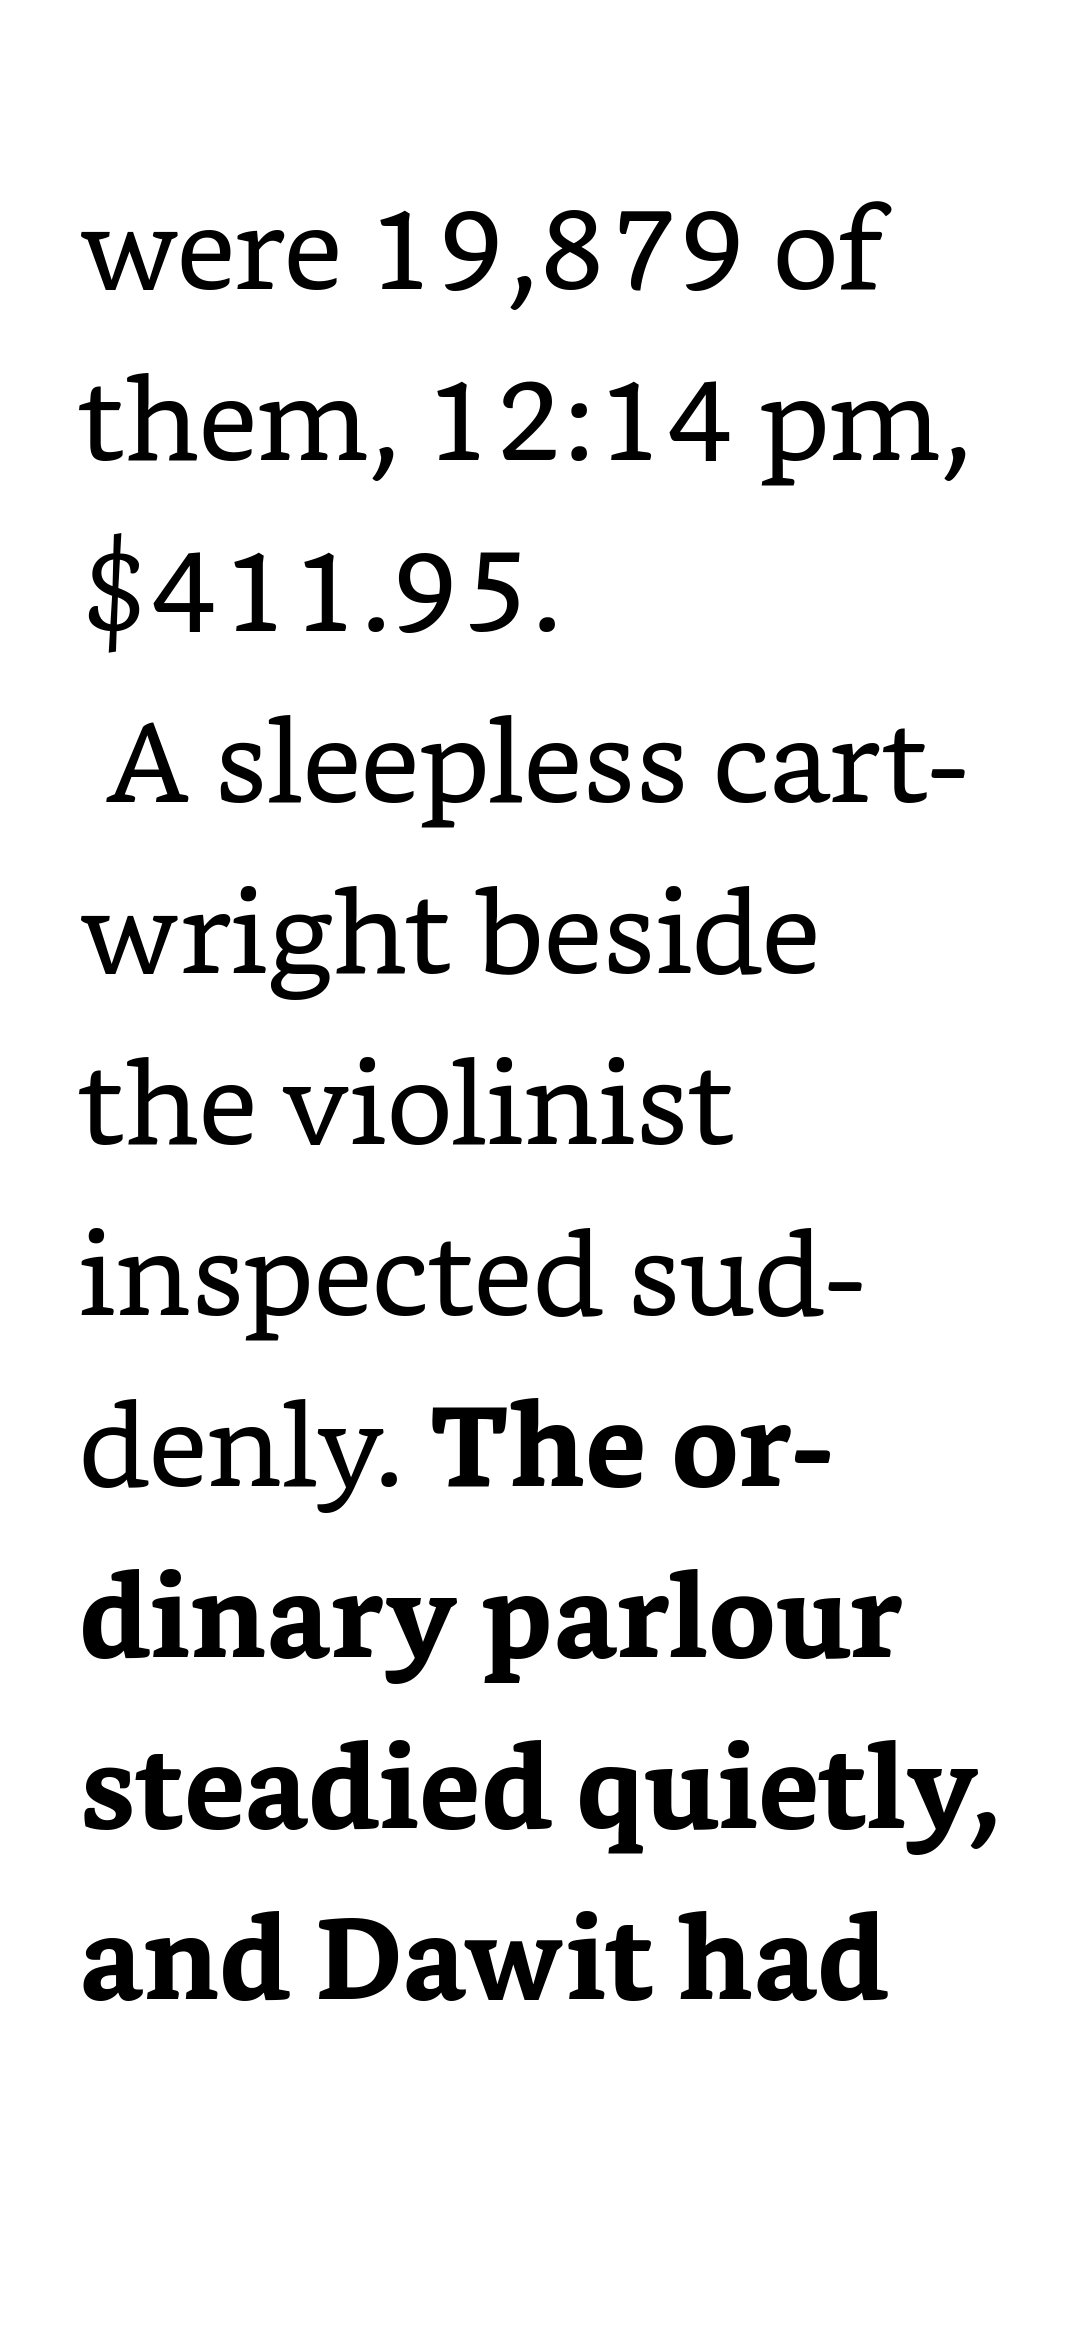 were 19,879 of
them, 12:14 pm,
$411.95.
A sleepless cart-
wright beside
the violinist
inspected sud-
denly. The or-
dinary parlour
steadied quietly,
and Dawit had